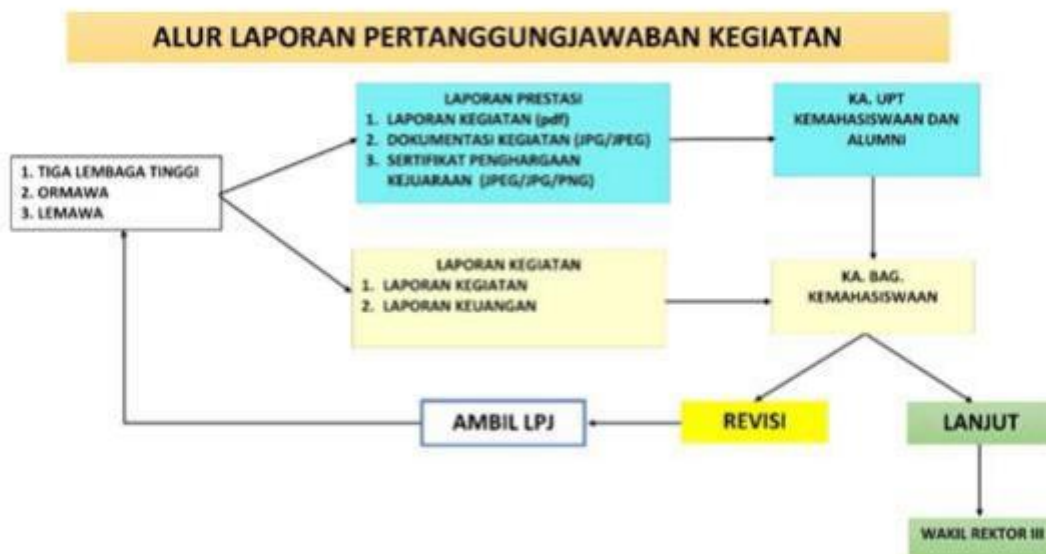 ALUR LAPORAN PERTANGGUNGJAWABAN KEGIATAN
LAPORAN PRESTASI
1. LAPORAN KEGIATAN (pdf)
2. DOKUMENTASI KEGIATAN (JPG/JPEG)
3. SERTIFIKAT PENGHARGAAN
KEJUARAAN (JPEG/JPG/PNG)
KA. UPT
KEMAHASISWAAN DAN
ALUMNI
1. TIGA LEMBAGA TINGGI
2. ORMAWA
3. LEMAWA
LAPORAN KEGIATAN
1. LAPORAN KEGIATAN
2. LAPORAN KEUANGAN
KA. BAG.
KEMAHASISWAAN
AMBIL LPJ
REVISI
LANJUT
WAKIL REKTOR III